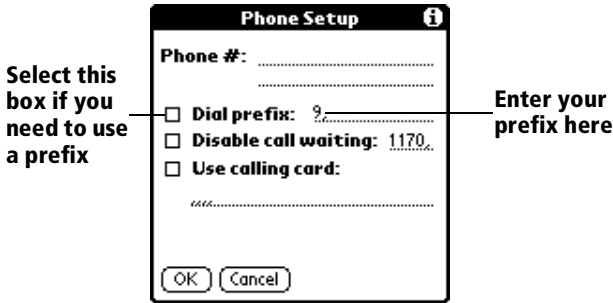 Phone Setup
Phone #:
Select this
box if you
need to use
a prefix
Dial prefix: 9,
Enter your
prefix here
Disable call waiting: 1170,
Use calling card:
,,,,
OK Cancel